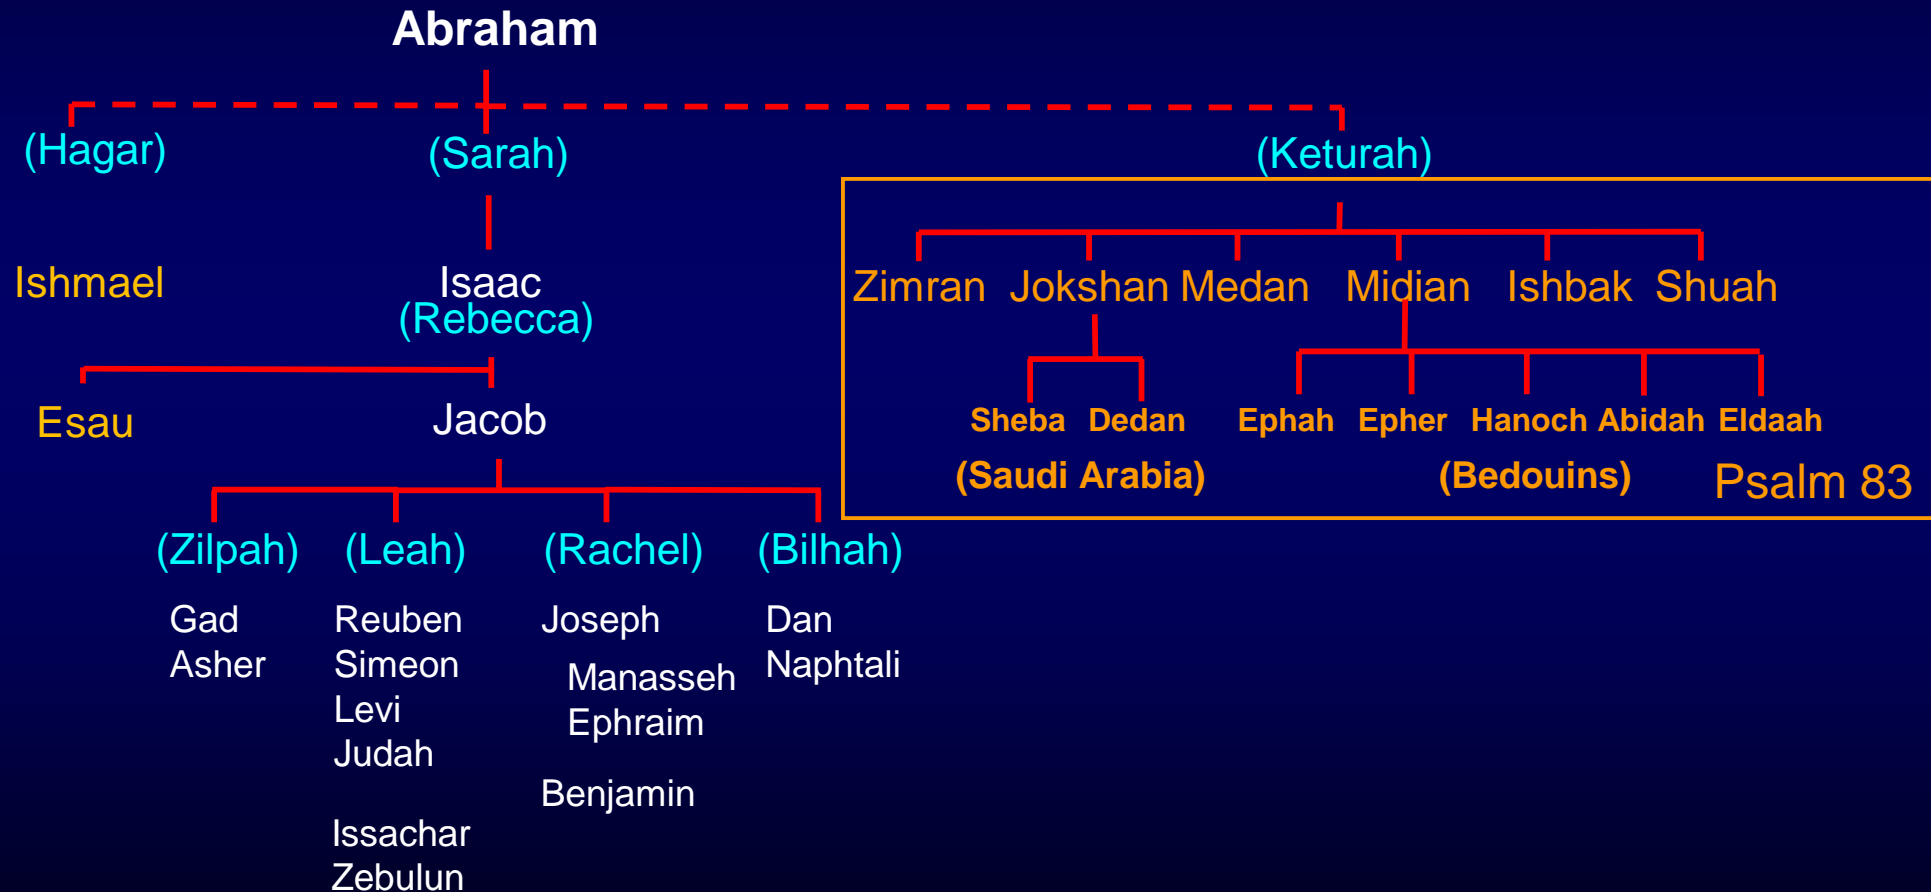 Abraham
(Hagar) (Sarah) (Keturah)
Ishmael Isaac Zimran Jokshan Medan Midian Ishbak Shuah
(Rebecca)
Esau Jacob Sheba Dedan Ephah Epher Hanoch Abidah Eldaah
(Saudi Arabia) (Bedouins) Psalm 83
(Zilpah) (Leah) (Rachel) (Bilhah)
Gad Reuben Joseph Dan
Asher Simeon Manasseh Naphtali
Levi Ephraim
Judah
Benjamin
Issachar
Zebulun